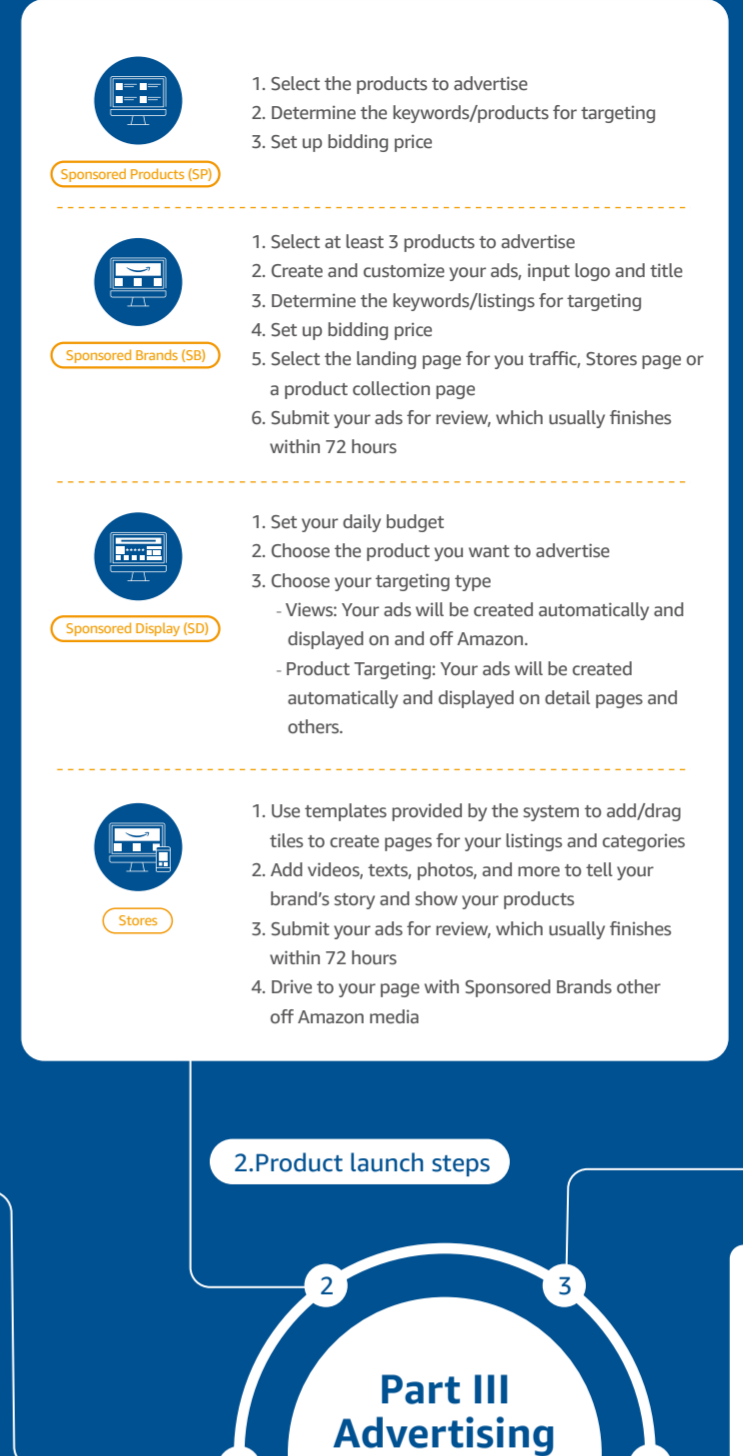 1. Select the products to advertise
2. Determine the keywords/products for targeting
3. Set up bidding price
Sponsored Products (SP)
1. Select at least 3 products to advertise
2. Create and customize your ads, input logo and title
3. Determine the keywords/listings for targeting
4. Set up bidding price
5. Select the landing page for you traffic, Stores page or
a product collection page
6. Submit your ads for review, which usually finishes
within 72 hours
Sponsored Brands (SB)
1. Set your daily budget
2. Choose the product you want to advertise
3. Choose your targeting type
- Views: Your ads will be created automatically and
displayed on and off Amazon.
- Product Targeting: Your ads will be created
automatically and displayed on detail pages and
others.
Sponsored Display (SD)
1. Use templates provided by the system to add/drag
tiles to create pages for your listings and categories
2. Add videos, texts, photos, and more to tell your
brand’s story and show your products
3. Submit your ads for review, which usually finishes
within 72 hours
4. Drive to your page with Sponsored Brands other
off Amazon media
Stores
2.Product launch steps
2
3
Part III
Advertising